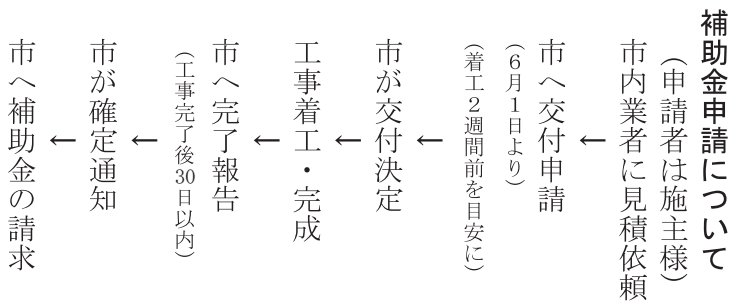 補助金申請について
（申請者は施主様）
市内業者に見積依頼
←
市へ交付申請
（６月１日より）
（着工２週間前を目安に）
←
市が交付決定
←
工事着工・完成
←
市へ完了報告
（工事完了後30日以内）
←
市が確定通知
←
市へ補助金の請求